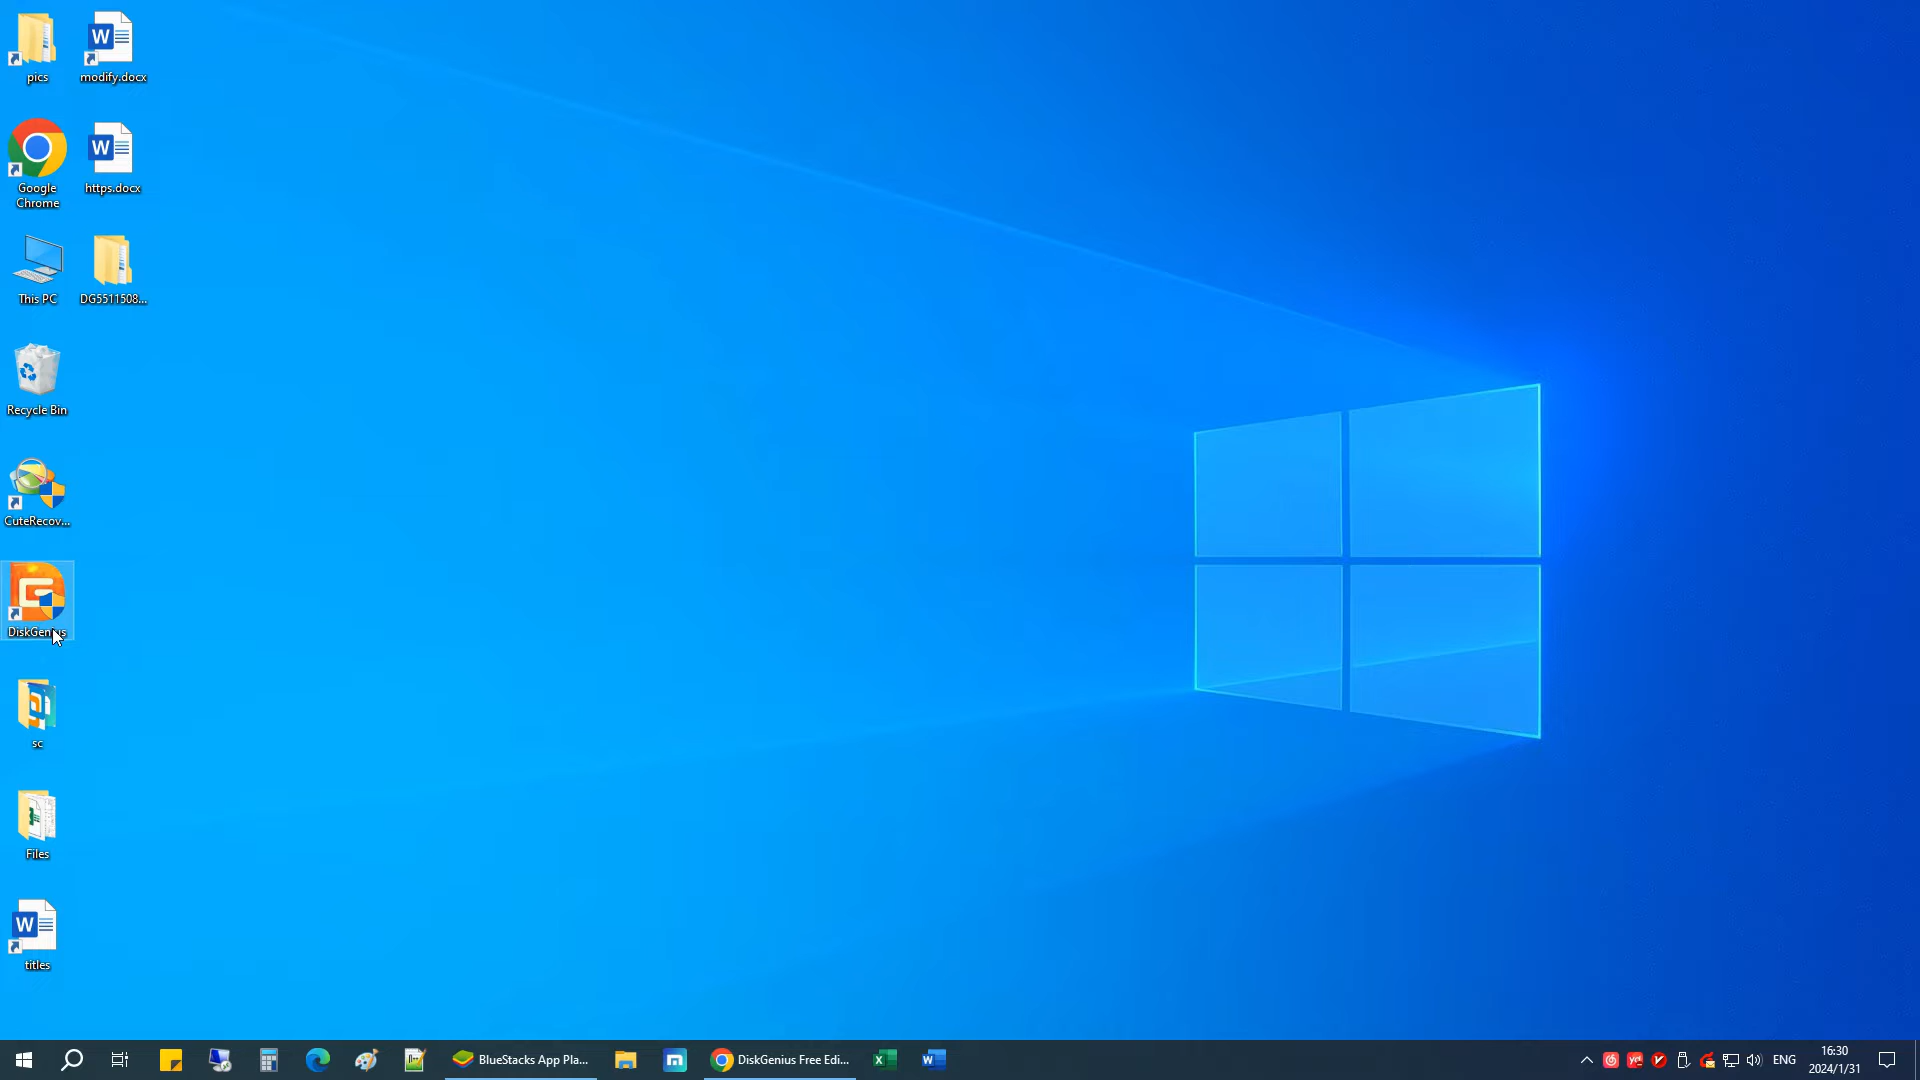 pics
modify.docx
Google
Chrome
https.docx
This PC
DG5511508...
Recycle Bin
CuteRecov...
DiskGenius
sc
Files
titles
BlueStacks App Pla...
DiskGenius Free Edi...
ENG
16:30
2024/1/31